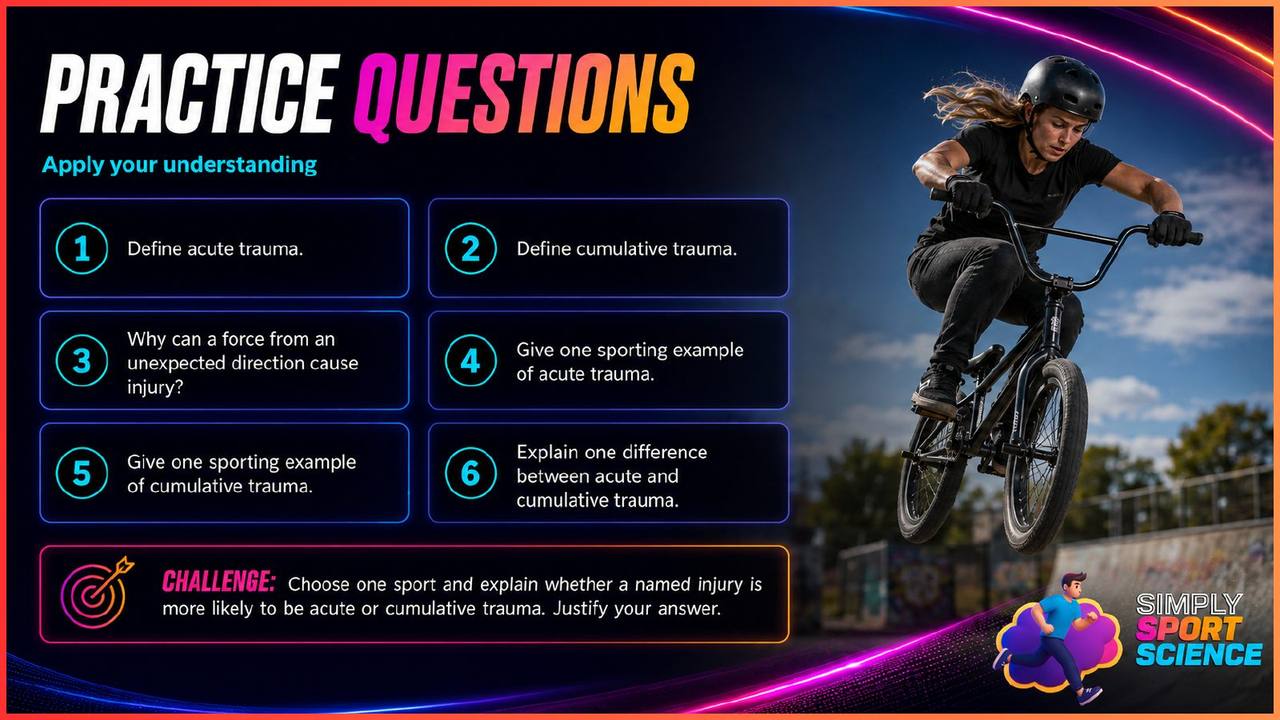 PRACTICE QUESTIONS
Apply your understanding
1
Define acute trauma.
2
Define cumulative trauma.
3
Why can a force from an
unexpected direction cause
injury?
4
Give one sporting example
of acute trauma.
5
Give one sporting example
of cumulative trauma.
6
Explain one difference
between acute and
cumulative trauma.
CHALLENGE: Choose one sport and explain whether a named injury is
more likely to be acute or cumulative trauma. Justify your answer.
SIMPLY
SPORT
SCIENCE